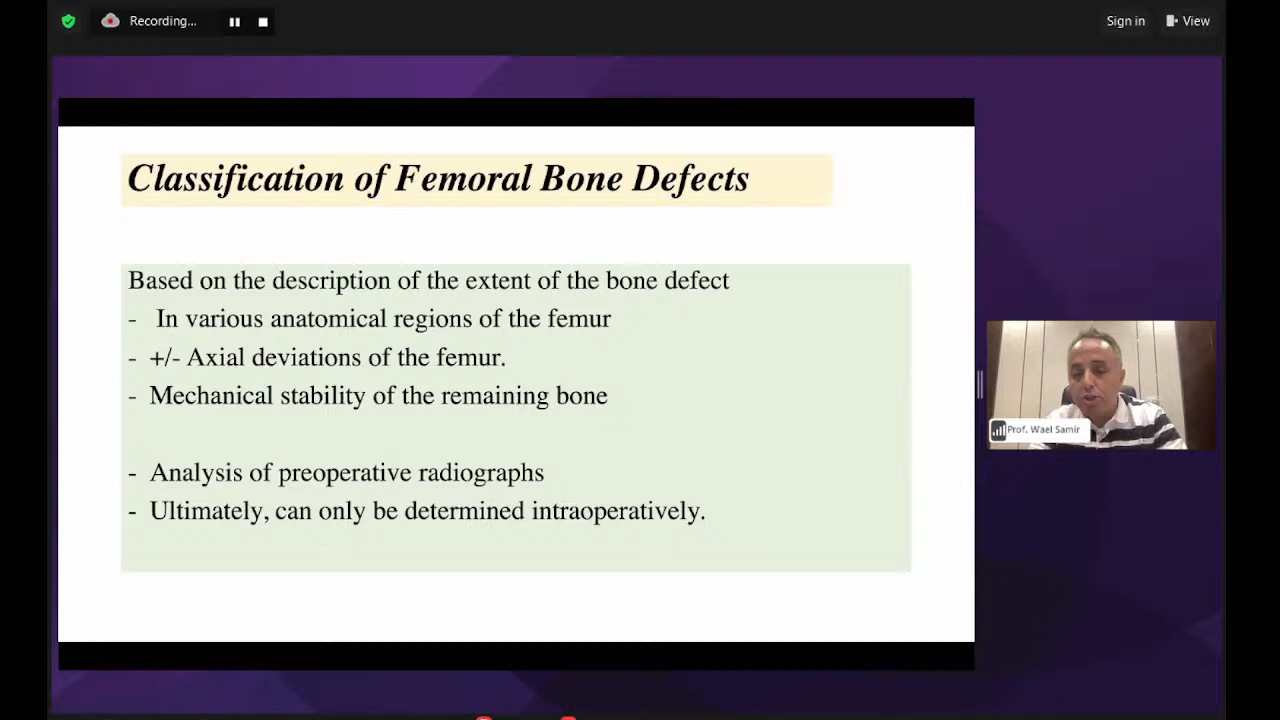 Recording...
Sign in
View
Classification of Femoral Bone Defects
Based on the description of the extent of the bone defect
- In various anatomical regions of the femur
- +/- Axial deviations of the femur.
- Mechanical stability of the remaining bone
- Analysis of preoperative radiographs
- Ultimately, can only be determined intraoperatively.
Prof. Wael Samir